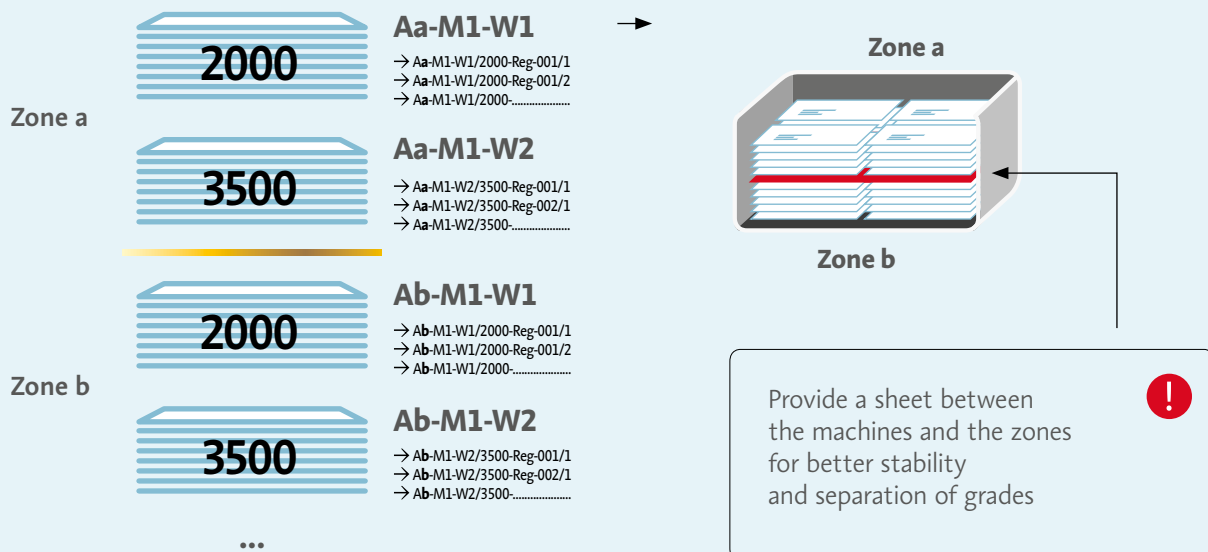 Zone a
2000
Aa-M1-W1
→ Aa-M1-W1/2000-Reg-001/1
→ Aa-M1-W1/2000-Reg-001/2
→ Aa-M1-W1/2000-....................
3500
Aa-M1-W2
→ Aa-M1-W2/3500-Reg-001/1
→ Aa-M1-W2/3500-Reg-002/1
→ Aa-M1-W2/3500-....................
Zone b
2000
Ab-M1-W1
→ Ab-M1-W1/2000-Reg-001/1
→ Ab-M1-W1/2000-Reg-001/2
→ Ab-M1-W1/2000-....................
3500
Ab-M1-W2
→ Ab-M1-W2/3500-Reg-001/1
→ Ab-M1-W2/3500-Reg-002/1
→ Ab-M1-W2/3500-....................
...
Zone a
Zone b
Provide a sheet between
the machines and the zones
for better stability
and separation of grades
!